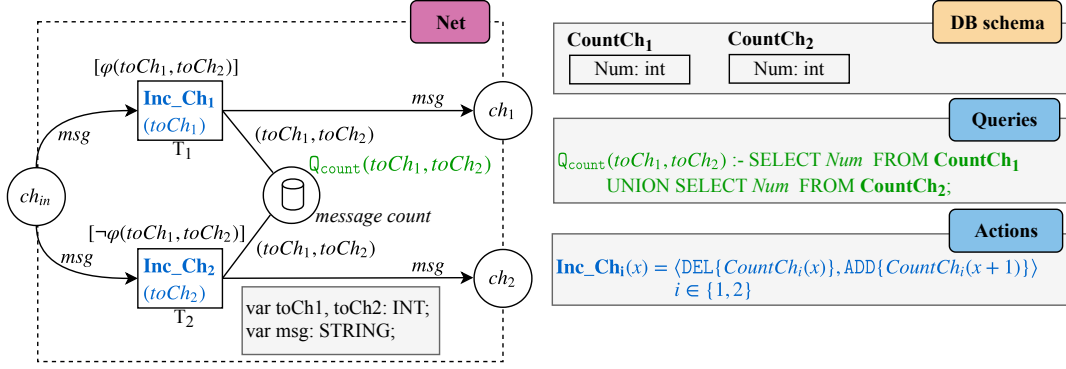 Net
[φ(toCh₁, toCh₂)]
Inc_Ch₁
(toCh₁)
T₁
msg
msg
ch₁
(toCh₁, toCh₂)
Q_count(toCh₁, toCh₂)
ch_in
message count
[¬φ(toCh₁, toCh₂)]
(toCh₁, toCh₂)
msg
Inc_Ch₂
(toCh₂)
T₂
msg
ch₂
var toCh1, toCh2: INT;
var msg: STRING;
DB schema
CountCh₁ CountCh₂
Num: int Num: int
Queries
Q_count(toCh₁, toCh₂) :- SELECT Num FROM CountCh₁
UNION SELECT Num FROM CountCh₂;
Actions
Inc_Chᵢ(x) = ⟨DEL{CountChᵢ(x)}, ADD{CountChᵢ(x + 1)}⟩
i ∈ {1, 2}